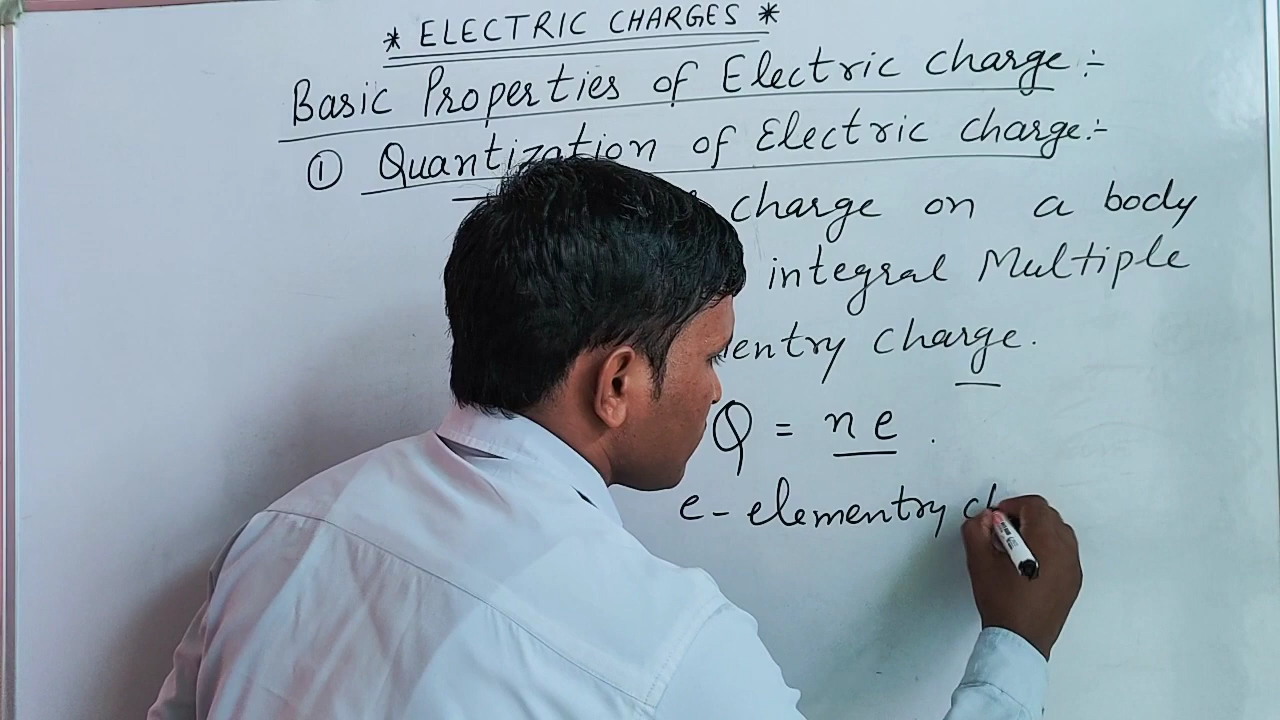 * ELECTRIC CHARGES *
Basic Properties of Electric charge :-
① Quantization of Electric charge:-
charge on a body
integral Multiple
entry charge.
Q = ne .
e - elementry ch